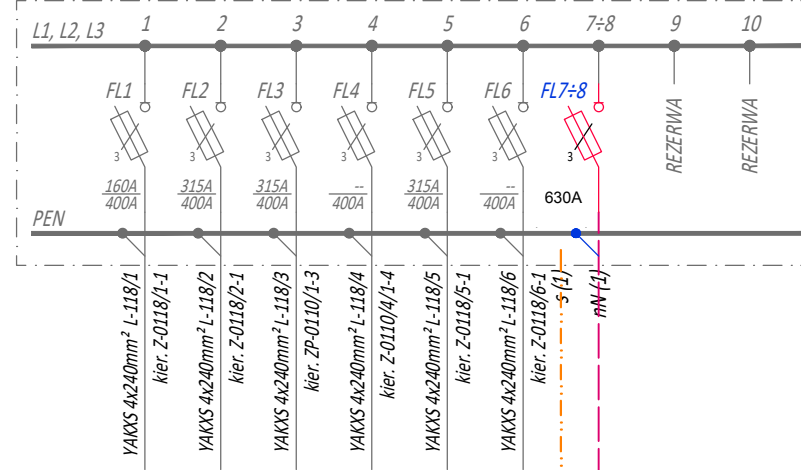 L1, L2, L3
1
2
3
4
5
6
7÷8
9
10
FL1
FL2
FL3
FL4
FL5
FL6
FL7÷8
3
3
3
3
3
3
3
REZERWA
REZERWA
160A
400A
315A
400A
315A
400A
--
400A
315A
400A
--
400A
630A
PEN
YAKXS 4x240mm² L-118/1
kier. Z-0118/1-1
YAKXS 4x240mm² L-118/2
kier. Z-0118/2-1
YAKXS 4x240mm² L-118/3
kier. ZP-0110/1-3
YAKXS 4x240mm² L-118/4
kier. Z-0110/4/1-4
YAKXS 4x240mm² L-118/5
kier. Z-0118/5-1
YAKXS 4x240mm² L-118/6
kier. Z-0118/6-1
s (1)
nN (1)